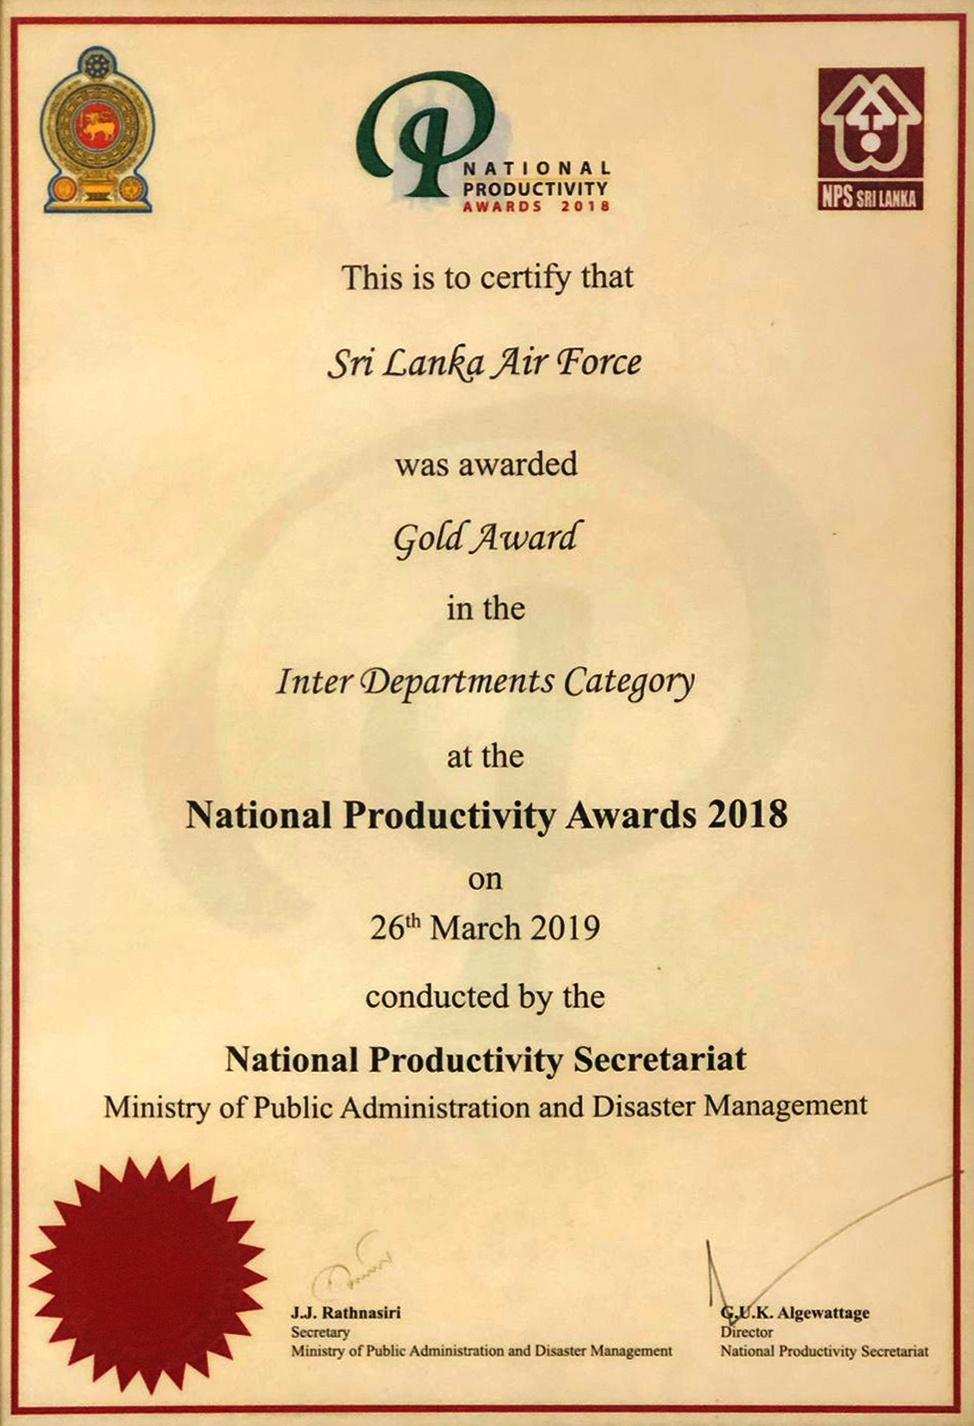 NATIONAL
PRODUCTIVITY
AWARDS 2018
NPS SRI LANKA
This is to certify that
Sri Lanka Air Force
was awarded
Gold Award
in the
Inter Departments Category
at the
National Productivity Awards 2018
on
26th March 2019
conducted by the
National Productivity Secretariat
Ministry of Public Administration and Disaster Management
J.J. Rathnasiri
Secretary
Ministry of Public Administration and Disaster Management
G.U.K. Algewattage
Director
National Productivity Secretariat